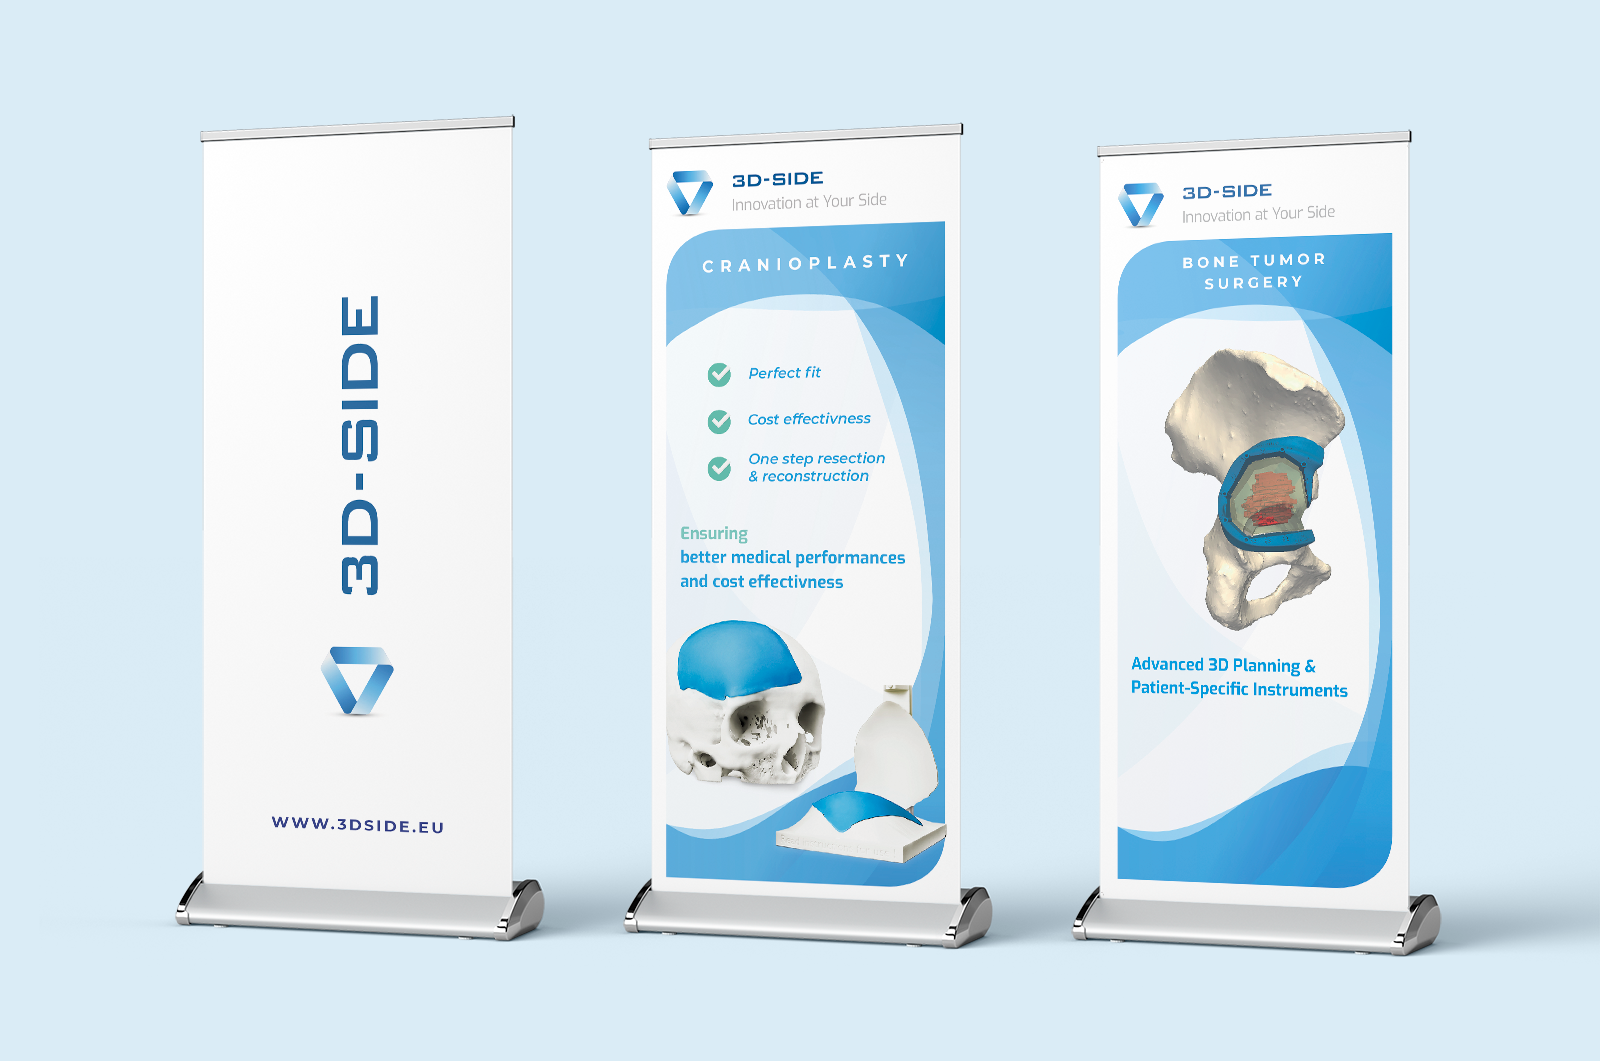 3D-SIDE
WWW.3DSIDE.EU
3D-SIDE
Innovation at Your Side
CRANIOPLASTY
Perfect fit
Cost effectivness
One step resection
& reconstruction
Ensuring
better medical performances
and cost effectivness
3D-SIDE
Innovation at Your Side
BONE TUMOR
SURGERY
Advanced 3D Planning &
Patient-Specific Instruments